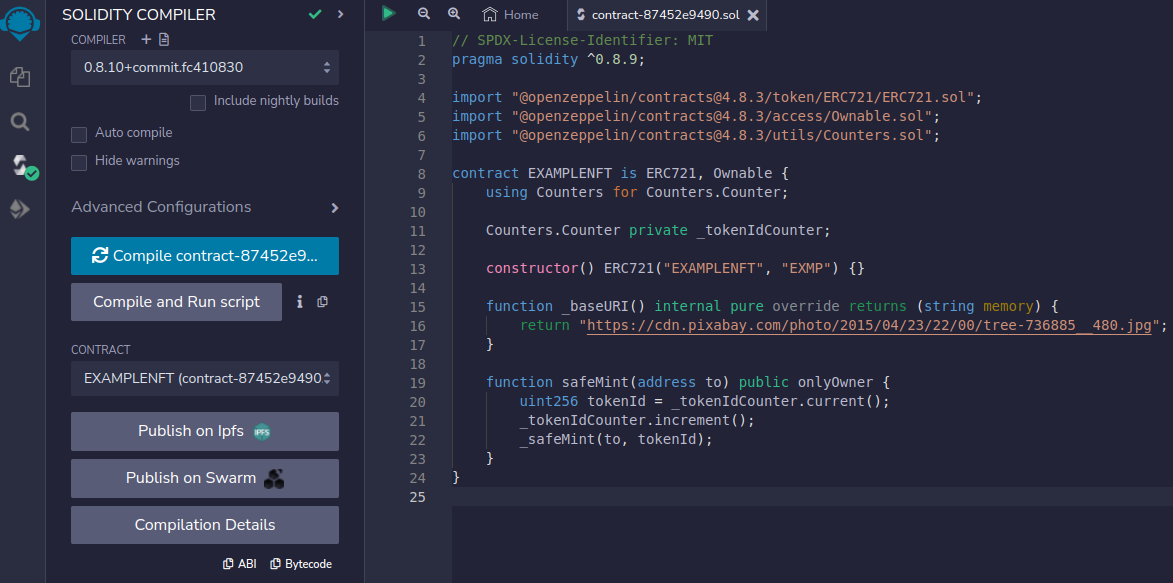 SOLIDITY COMPILER
COMPILER +
0.8.10+commit.fc410830
Include nightly builds
Auto compile
Hide warnings
Advanced Configurations
Compile contract-87452e9...
Compile and Run script
i
CONTRACT
EXAMPLENFT (contract-87452e9490
Publish on Ipfs IPFS
Publish on Swarm
Compilation Details
ABI Bytecode
Home contract-87452e9490.sol
1 // SPDX-License-Identifier: MIT
2 pragma solidity ^0.8.9;
3
4 import "@openzeppelin/contracts@4.8.3/token/ERC721/ERC721.sol";
5 import "@openzeppelin/contracts@4.8.3/access/Ownable.sol";
6 import "@openzeppelin/contracts@4.8.3/utils/Counters.sol";
7
8 contract EXAMPLENFT is ERC721, Ownable {
9     using Counters for Counters.Counter;
10
11     Counters.Counter private _tokenIdCounter;
12
13     constructor() ERC721("EXAMPLENFT", "EXMP") {}
14
15     function _baseURI() internal pure override returns (string memory) {
16         return "https://cdn.pixabay.com/photo/2015/04/23/22/00/tree-736885__480.jpg";
17     }
18
19     function safeMint(address to) public onlyOwner {
20         uint256 tokenId = _tokenIdCounter.current();
21         _tokenIdCounter.increment();
22         _safeMint(to, tokenId);
23     }
24 }
25